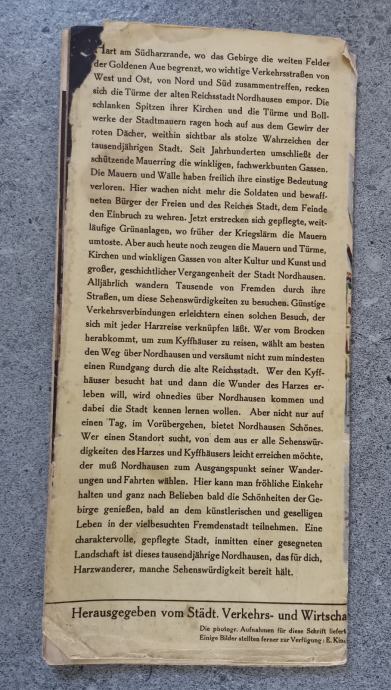 Hart am Südharzrande, wo das Gebirge die weiten Felder
der Goldenen Aue begrenzt, wo wichtige Verkehrsstraßen von
West und Ost, von Nord und Süd zusammentreffen, recken
sich die Türme der alten Reichsstadt Nordhausen empor. Die
schlanken Spitzen ihrer Kirchen und die Türme und Boll-
werke der Stadtmauern ragen hoch auf aus dem Gewirr der
roten Dächer, weithin sichtbar als stolze Wahrzeichen der
tausendjährigen Stadt. Seit Jahrhunderten umschließt der
schützende Mauerring die winkligen, fachwerkbunten Gassen.
Die Mauern und Wälle haben freilich ihre einstige Bedeutung
verloren. Hier wachen nicht mehr die Soldaten und bewaff-
neten Bürger der Freien und des Reiches Stadt, dem Feinde
den Einbruch zu wehren. Jetzt erstrecken sich gepflegte, weit-
läufige Grünanlagen, wo früher der Kriegslärm die Mauern
umtoste. Aber auch heute noch zeugen die Mauern und Türme,
Kirchen und winkligen Gassen von alter Kultur und Kunst und
großer, geschichtlicher Vergangenheit der Stadt Nordhausen.
Alljährlich wandern Tausende von Fremden durch ihre
Straßen, um diese Sehenswürdigkeiten zu besuchen. Günstige
Verkehrsverbindungen erleichtern einen solchen Besuch, der
sich mit jeder Harzreise verknüpfen läßt. Wer vom Brocken
herabkommt, um zum Kyffhäuser zu reisen, wählt am besten
den Weg über Nordhausen und versäumt nicht zum mindesten
einen Rundgang durch die alte Reichsstadt. Wer den Kyff-
häuser besucht hat und dann die Wunder des Harzes er-
leben will, wird ohnedies über Nordhausen kommen und
dabei die Stadt kennen lernen wollen. Aber nicht nur auf
einen Tag, im Vorübergehen, bietet Nordhausen Schönes.
Wer einen Standort sucht, von dem aus er alle Sehenswür-
digkeiten des Harzes und Kyffhäusers leicht erreichen möchte,
der muß Nordhausen zum Ausgangspunkt seiner Wander-
ungen und Fahrten wählen. Hier kann man fröhliche Einkehr
halten und ganz nach Belieben bald die Schönheiten der Ge-
birge genießen, bald an dem künstlerischen und geselligen
Leben in der vielbesuchten Fremdenstadt teilnehmen. Eine
charaktervolle, gepflegte Stadt, inmitten einer gesegneten
Landschaft ist dieses tausendjährige Nordhausen, das für dich,
Harzwanderer, manche Sehenswürdigkeit bereit hält.
Herausgegeben vom Städt. Verkehrs- und Wirtscha
Die photogr. Aufnahmen für diese Schrift liefert
Einige Bilder stellten ferner zur Verfügung: E.